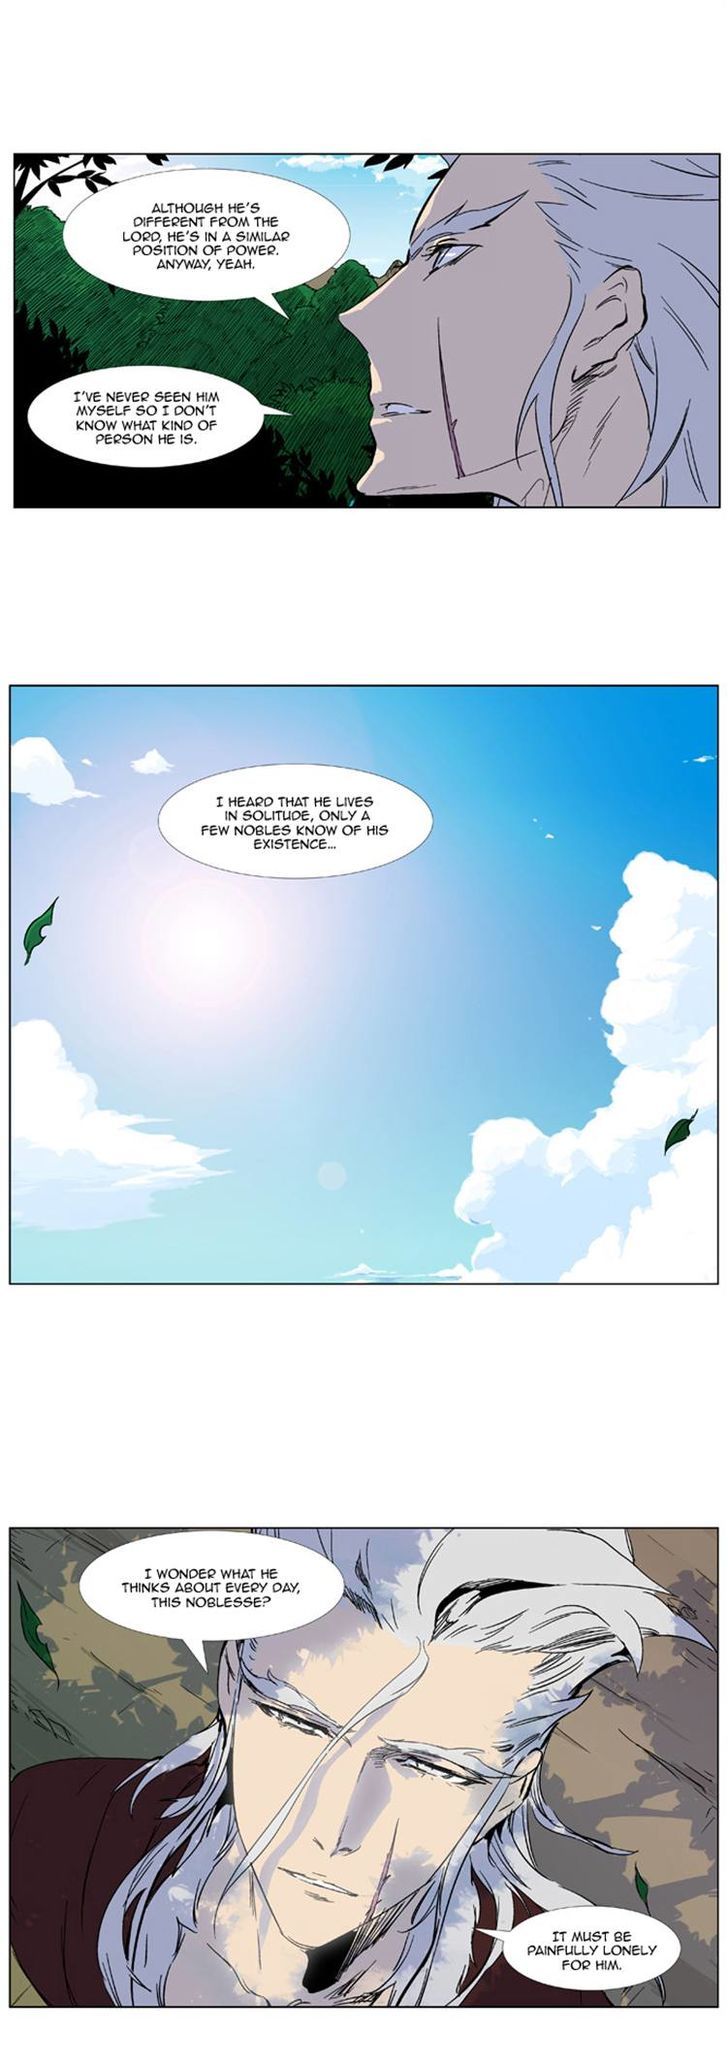 ALTHOUGH HE'S
DIFFERENT FROM THE
LORD, HE'S IN A SIMILAR
POSITION OF POWER.
ANYWAY, YEAH.
I'VE NEVER SEEN HIM
MYSELF SO I DON'T
KNOW WHAT KIND OF
PERSON HE IS.
I HEARD THAT HE LIVES
IN SOLITUDE, ONLY A
FEW NOBLES KNOW OF HIS
EXISTENCE...
I WONDER WHAT HE
THINKS ABOUT EVERY DAY,
THIS NOBLESSE?
IT MUST BE
PAINFULLY LONELY
FOR HIM.